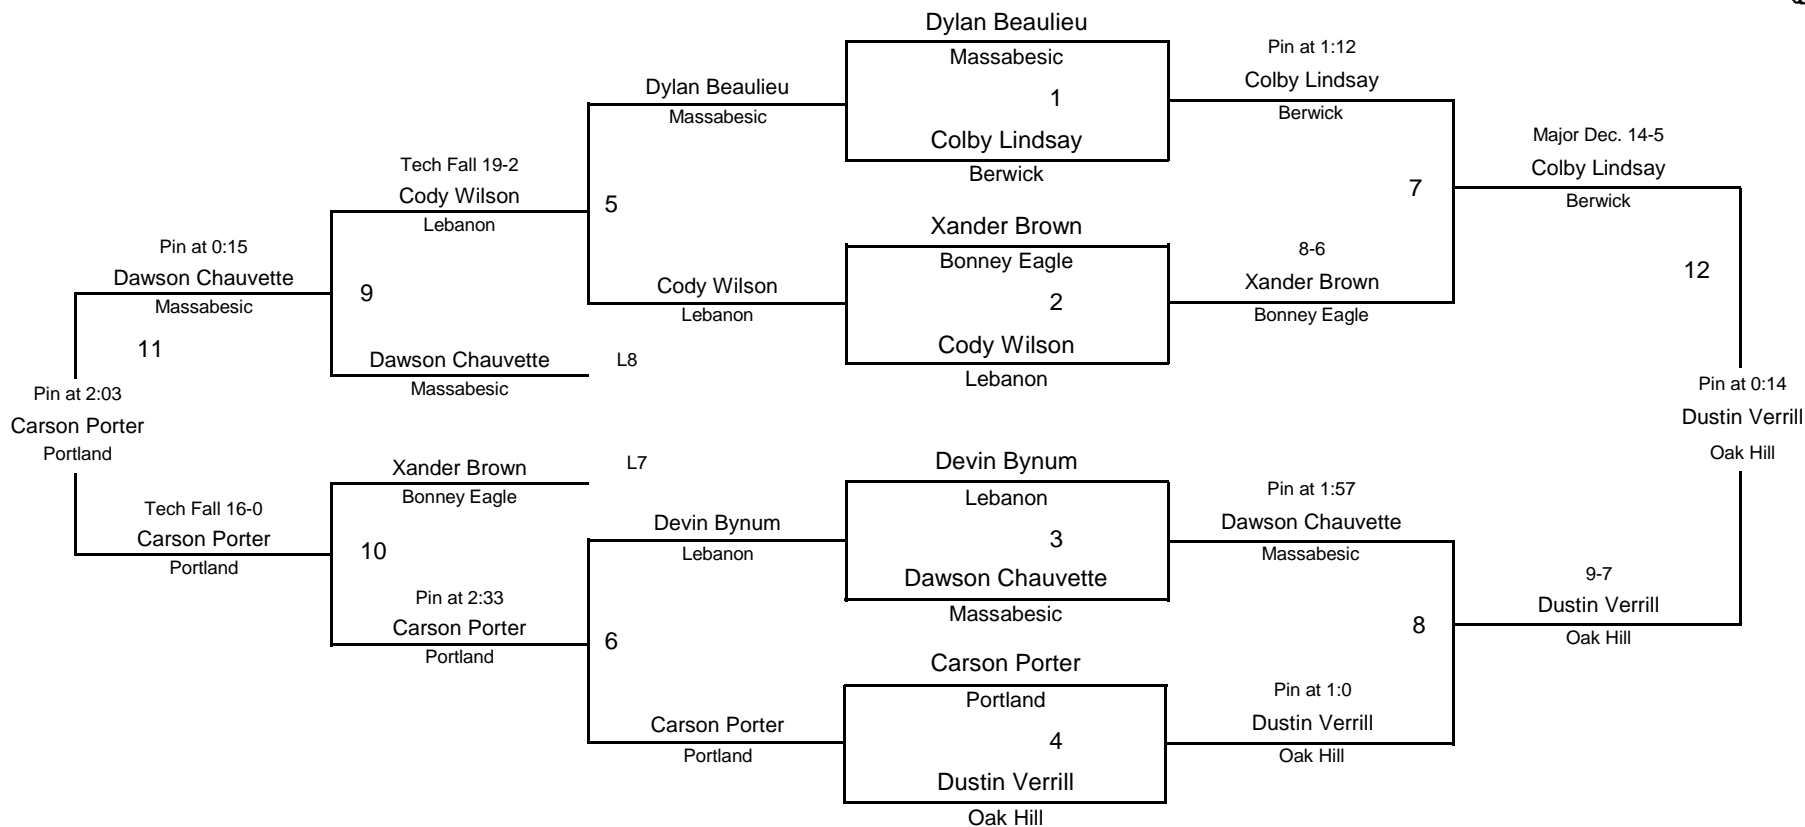 Dylan Beaulieu
Massabesic
1
Colby Lindsay
Berwick
Xander Brown
Bonney Eagle
2
Cody Wilson
Lebanon
Devin Bynum
Lebanon
3
Dawson Chauvette
Massabesic
Carson Porter
Portland
4
Dustin Verrill
Oak Hill
Pin at 1:12
Colby Lindsay
Berwick
7
8-6
Xander Brown
Bonney Eagle
Pin at 1:57
Dawson Chauvette
Massabesic
8
Pin at 1:0
Dustin Verrill
Oak Hill
Major Dec. 14-5
Colby Lindsay
Berwick
12
9-7
Dustin Verrill
Oak Hill
Pin at 0:14
Dustin Verrill
Oak Hill
Dylan Beaulieu
Massabesic
5
Cody Wilson
Lebanon
Devin Bynum
Lebanon
6
Carson Porter
Portland
Tech Fall 19-2
Cody Wilson
Lebanon
9
Dawson Chauvette
L8
Massabesic
Xander Brown
L7
Bonney Eagle
10
Pin at 2:33
Carson Porter
Portland
Pin at 0:15
Dawson Chauvette
Massabesic
11
Tech Fall 16-0
Carson Porter
Portland
Pin at 2:03
Carson Porter
Portland